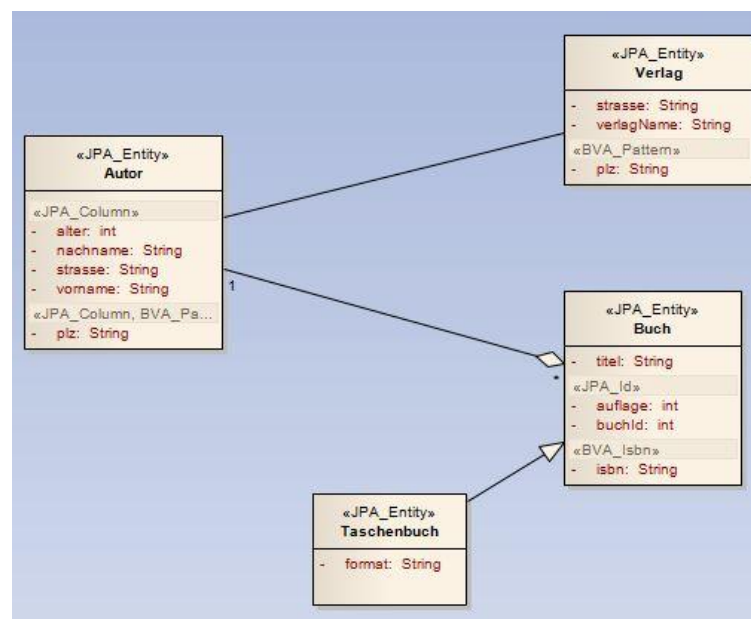 «JPA_Entity»
Verlag
- strasse: String
- verlagName: String
«BVA_Pattern»
- plz: String
«JPA_Entity»
Autor
«JPA_Column»
- alter: int
- nachname: String
- strasse: String
- vorname: String
«JPA_Column, BVA_Pa...
- plz: String
1
«JPA_Entity»
Buch
- titel: String
«JPA_Id»
- auflage: int
- buchId: int
«BVA_Isbn»
- isbn: String
*
«JPA_Entity»
Taschenbuch
- format: String